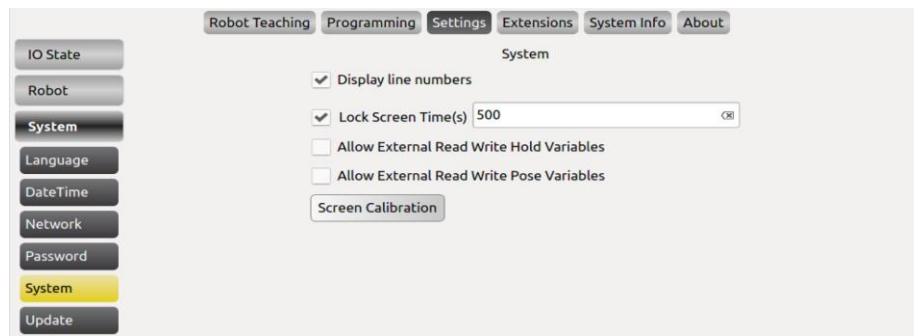 Robot Teaching Programming Settings Extensions System Info About
IO State
Robot
System
Language
DateTime
Network
Password
System
Update
System
Display line numbers
Lock Screen Time(s) 500
Allow External Read Write Hold Variables
Allow External Read Write Pose Variables
Screen Calibration